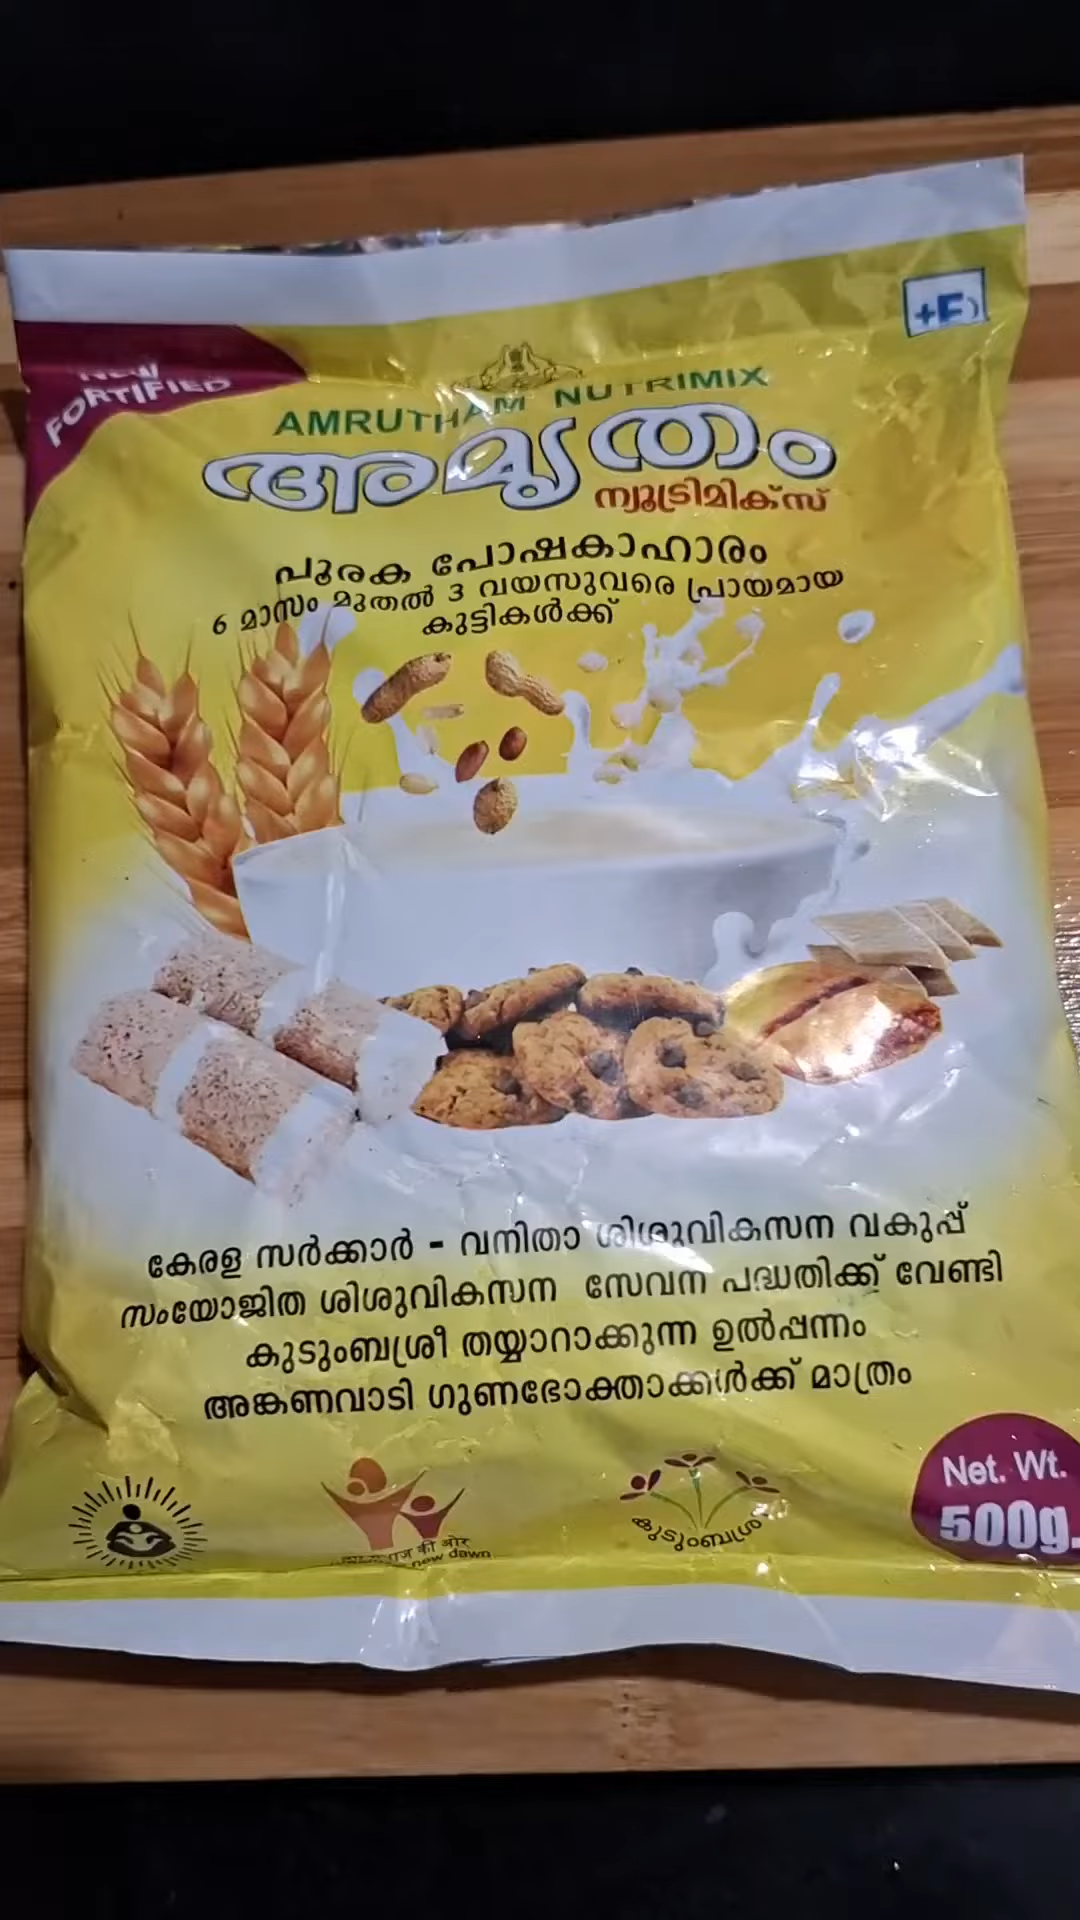 +F
NEW
FORTIFIED
AMRUTHAM NUTRIMIX
അമൃതം
ന്യൂട്രിമിക്സ്
പൂരക പോഷകാഹാരം
6 മാസം മുതൽ 3 വയസുവരെ പ്രായമായ
കുട്ടികൾക്ക്
കേരള സർക്കാർ - വനിതാ ശിശുവികസന വകുപ്പ്
സംയോജിത ശിശുവികസന സേവന പദ്ധതിക്ക് വേണ്ടി
കുടുംബശ്രീ തയ്യാറാക്കുന്ന ഉൽപ്പന്നം
അങ്കണവാടി ഗുണഭോക്താക്കൾക്ക് മാത്രം
Net. Wt.
500g.
की ओर
new dawn
കുടുംബശ്രീ